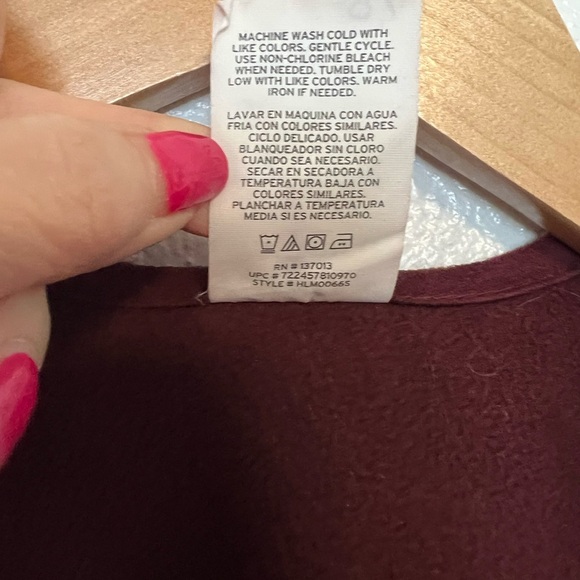 MACHINE WASH COLD WITH
LIKE COLORS. GENTLE CYCLE.
USE NON-CHLORINE BLEACH
WHEN NEEDED. TUMBLE DRY
LOW WITH LIKE COLORS. WARM
IRON IF NEEDED.
LAVAR EN MAQUINA CON AGUA
FRIA CON COLORES SIMILARES.
CICLO DELICADO. USAR
BLANQUEADOR SIN CLORO
CUANDO SEA NECESARIO.
SECAR EN SECADORA A
TEMPERATURA BAJA CON
COLORES SIMILARES.
PLANCHAR A TEMPERATURA
MEDIA SI ES NECESARIO.
RN # 137013
UPC # 722457810970
STYLE # HLM00665